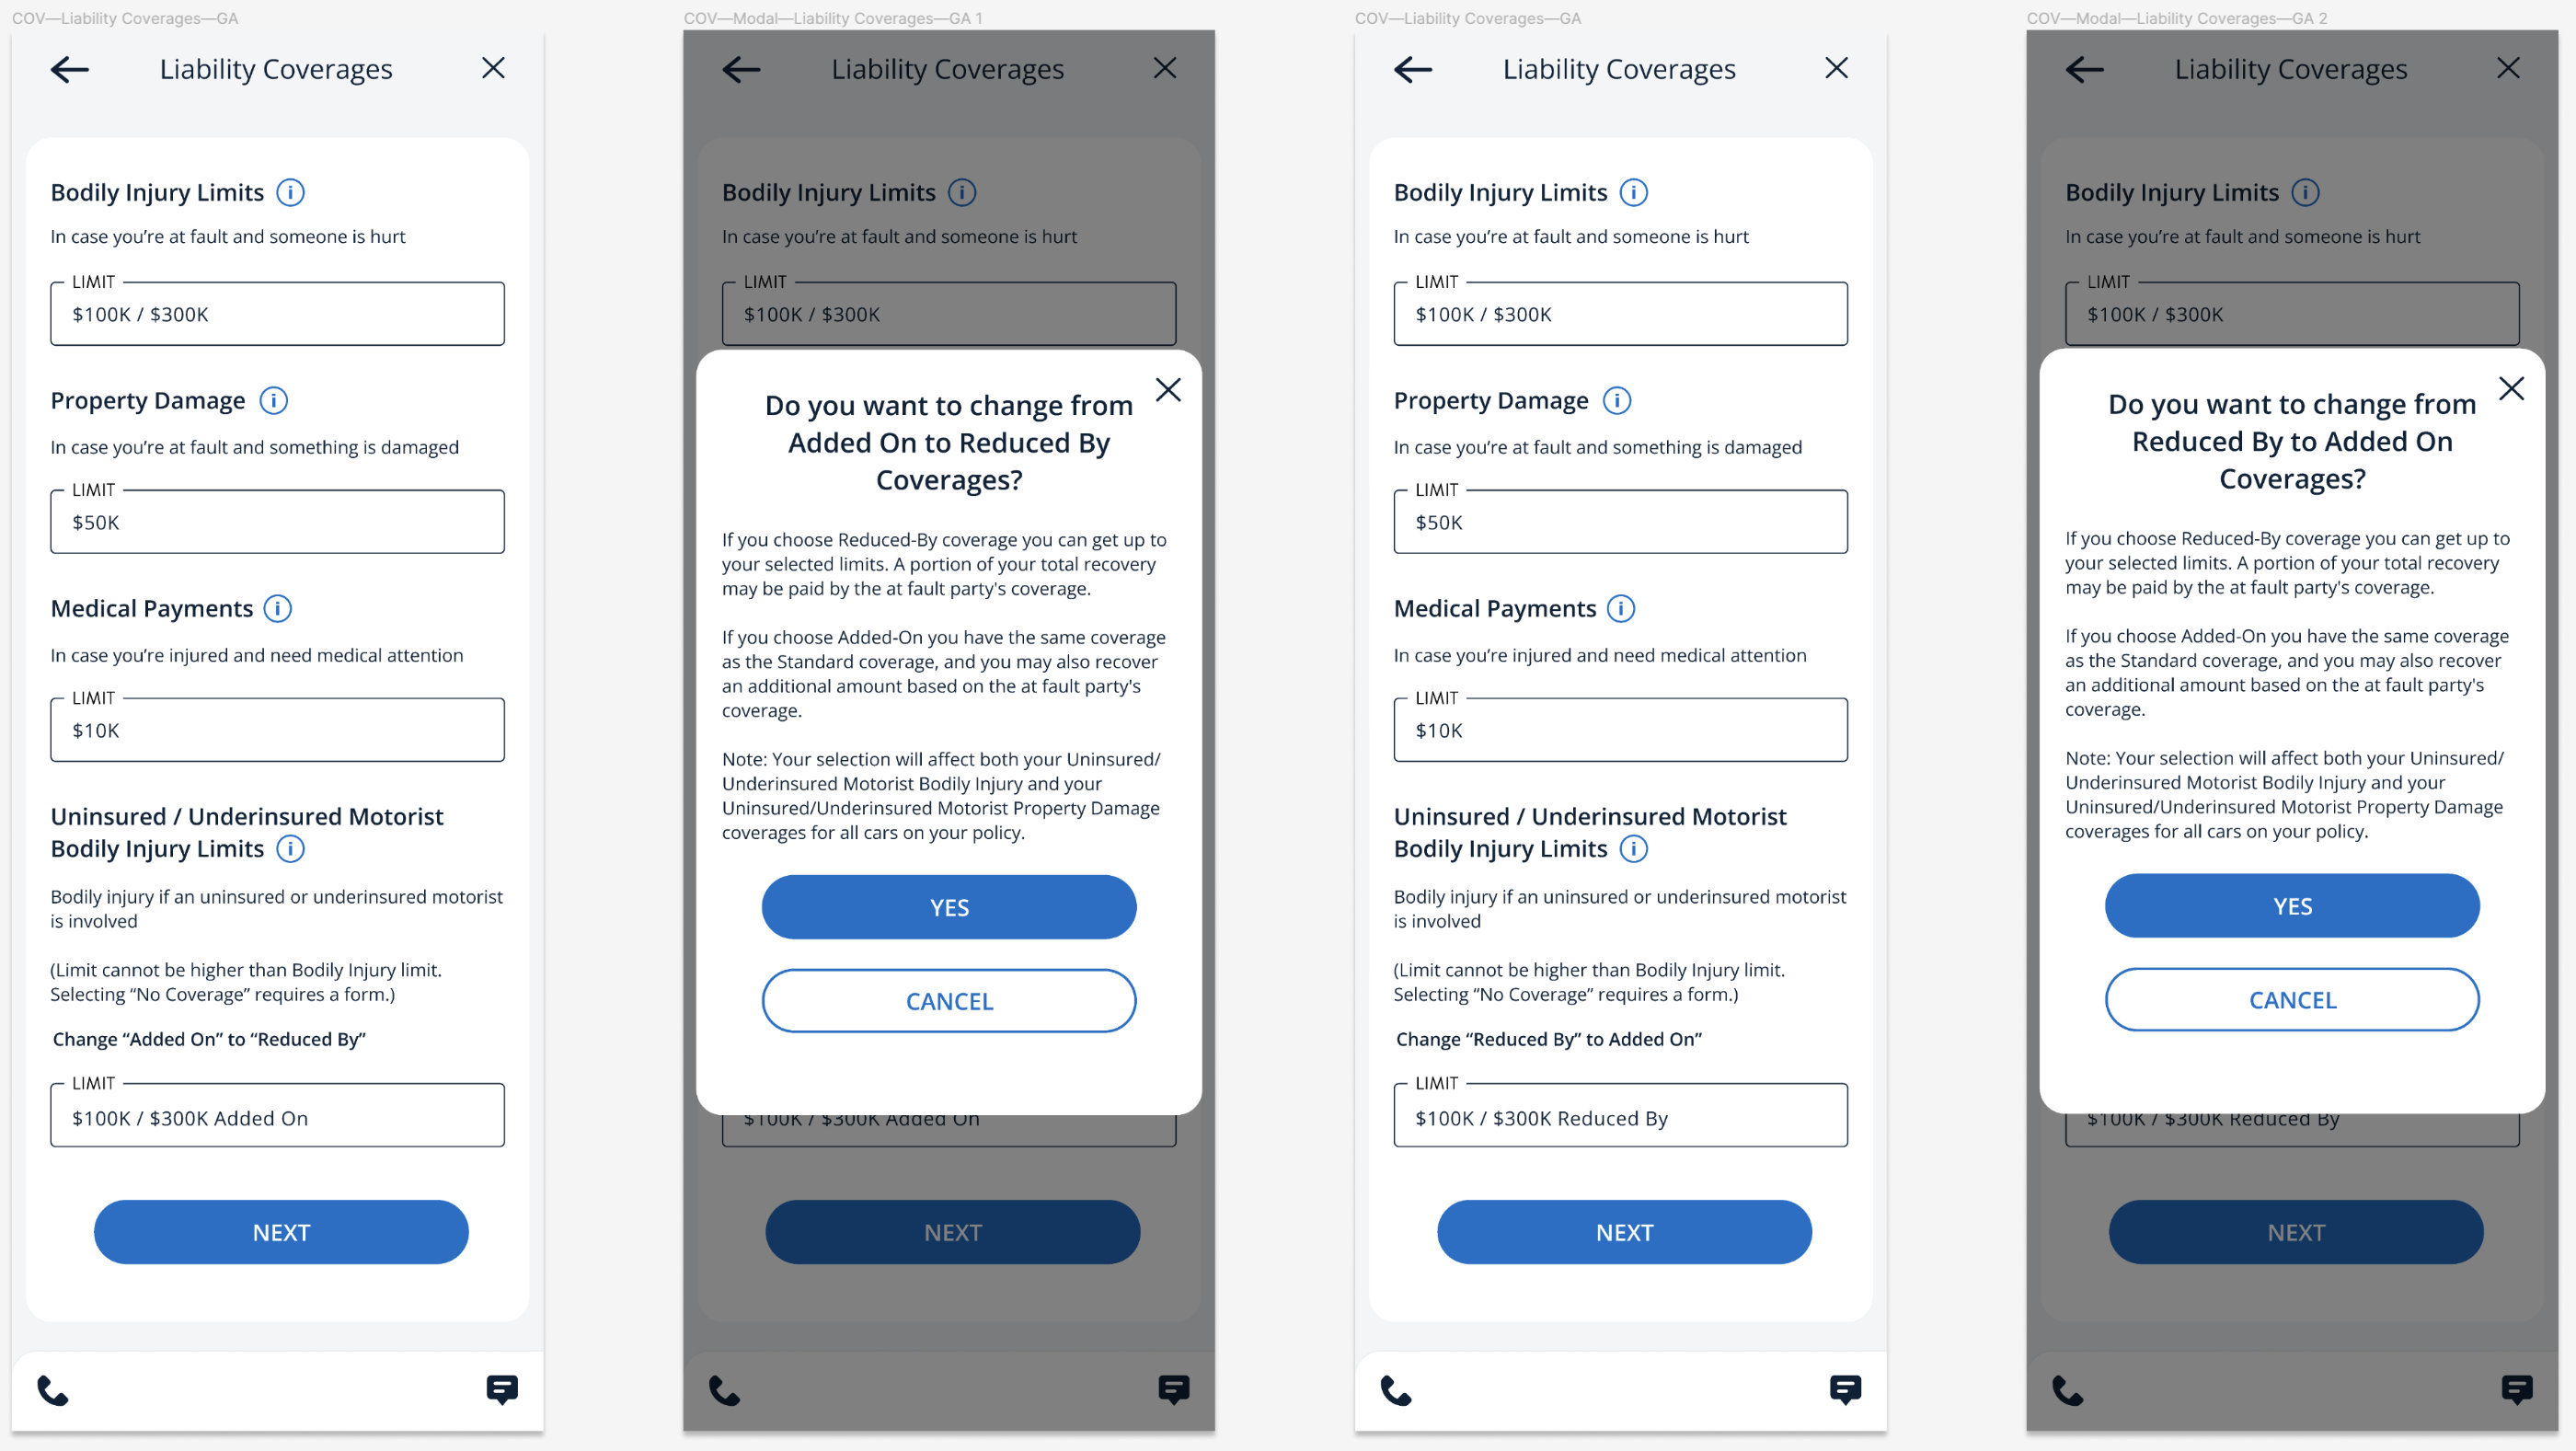 COV—Liability Coverages—GA
Liability Coverages
Bodily Injury Limits
In case you’re at fault and someone is hurt
LIMIT
$100K / $300K
Property Damage
In case you’re at fault and something is damaged
LIMIT
$50K
Medical Payments
In case you’re injured and need medical attention
LIMIT
$10K
Uninsured / Underinsured Motorist
Bodily Injury Limits
Bodily injury if an uninsured or underinsured motorist
is involved
(Limit cannot be higher than Bodily Injury limit.
Selecting “No Coverage” requires a form.)
Change “Added On” to “Reduced By”
LIMIT
$100K / $300K Added On
NEXT
COV—Modal—Liability Coverages—GA 1
Liability Coverages
Bodily Injury Limits
In case you’re at fault and someone is hurt
LIMIT
$100K / $300K
Do you want to change from
Added On to Reduced By
Coverages?
If you choose Reduced-By coverage you can get up to
your selected limits. A portion of your total recovery
may be paid by the at fault party's coverage.
If you choose Added-On you have the same coverage
as the Standard coverage, and you may also recover
an additional amount based on the at fault party's
coverage.
Note: Your selection will affect both your Uninsured/
Underinsured Motorist Bodily Injury and your
Uninsured/Underinsured Motorist Property Damage
coverages for all cars on your policy.
YES
CANCEL
$100K / $300K Added On
NEXT
COV—Liability Coverages—GA
Liability Coverages
Bodily Injury Limits
In case you’re at fault and someone is hurt
LIMIT
$100K / $300K
Property Damage
In case you’re at fault and something is damaged
LIMIT
$50K
Medical Payments
In case you’re injured and need medical attention
LIMIT
$10K
Uninsured / Underinsured Motorist
Bodily Injury Limits
Bodily injury if an uninsured or underinsured motorist
is involved
(Limit cannot be higher than Bodily Injury limit.
Selecting “No Coverage” requires a form.)
Change “Reduced By” to Added On”
LIMIT
$100K / $300K Reduced By
NEXT
COV—Modal—Liability Coverages—GA 2
Liability Coverages
Bodily Injury Limits
In case you’re at fault and someone is hurt
LIMIT
$100K / $300K
Do you want to change from
Reduced By to Added On
Coverages?
If you choose Reduced-By coverage you can get up to
your selected limits. A portion of your total recovery
may be paid by the at fault party's coverage.
If you choose Added-On you have the same coverage
as the Standard coverage, and you may also recover
an additional amount based on the at fault party's
coverage.
Note: Your selection will affect both your Uninsured/
Underinsured Motorist Bodily Injury and your
Uninsured/Underinsured Motorist Property Damage
coverages for all cars on your policy.
YES
CANCEL
$100K / $300K Reduced By
NEXT